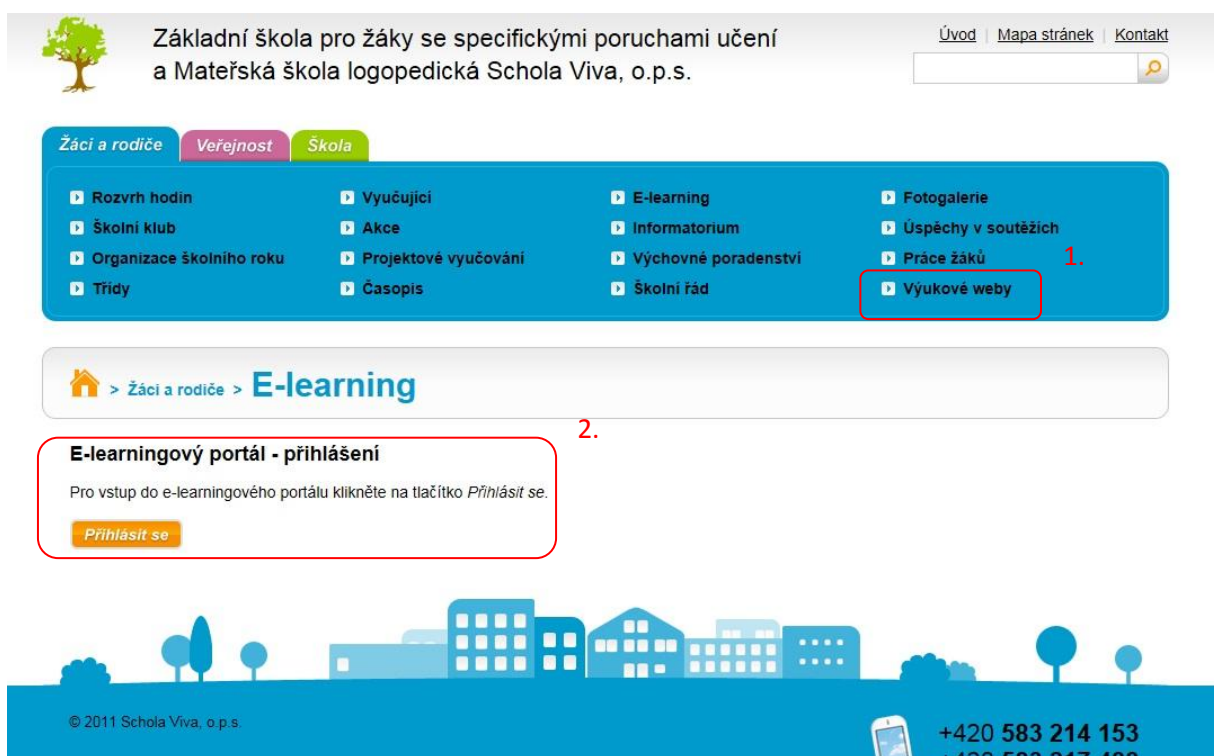 Základní škola pro žáky se specifickými poruchami učení
a Mateřská škola logopedická Schola Viva, o.p.s.
Úvod | Mapa stránek | Kontakt
Žáci a rodiče
Veřejnost
Škola
Rozvrh hodin
Školní klub
Organizace školního roku
Třídy
Vyučující
Akce
Projektové vyučování
Časopis
E-learning
Informatorium
Výchovné poradenství
Školní řád
Fotogalerie
Úspěchy v soutěžích
Práce žáků
1.
Výukové weby
> Žáci a rodiče > E-learning
2.
E-learningový portál - přihlášení
Pro vstup do e-learningového portálu klikněte na tlačítko Přihlásit se.
Přihlásit se
© 2011 Schola Viva, o.p.s.
+420 583 214 153